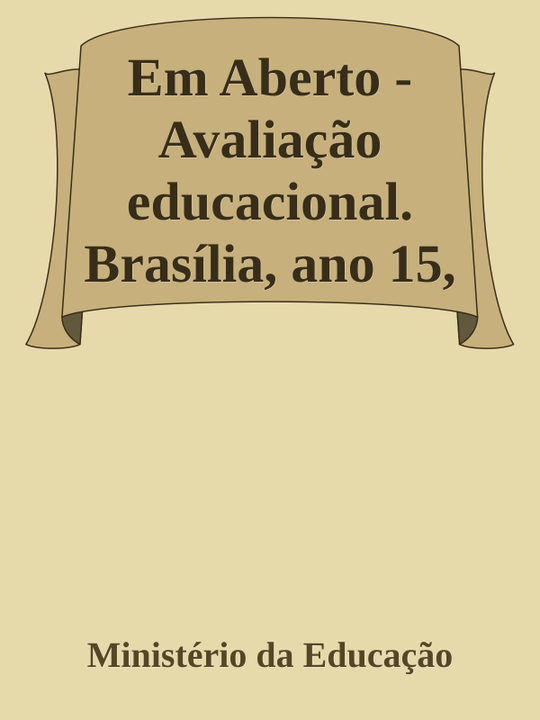 Em Aberto -
Avaliação
educacional.
Brasília, ano 15,
Ministério da Educação